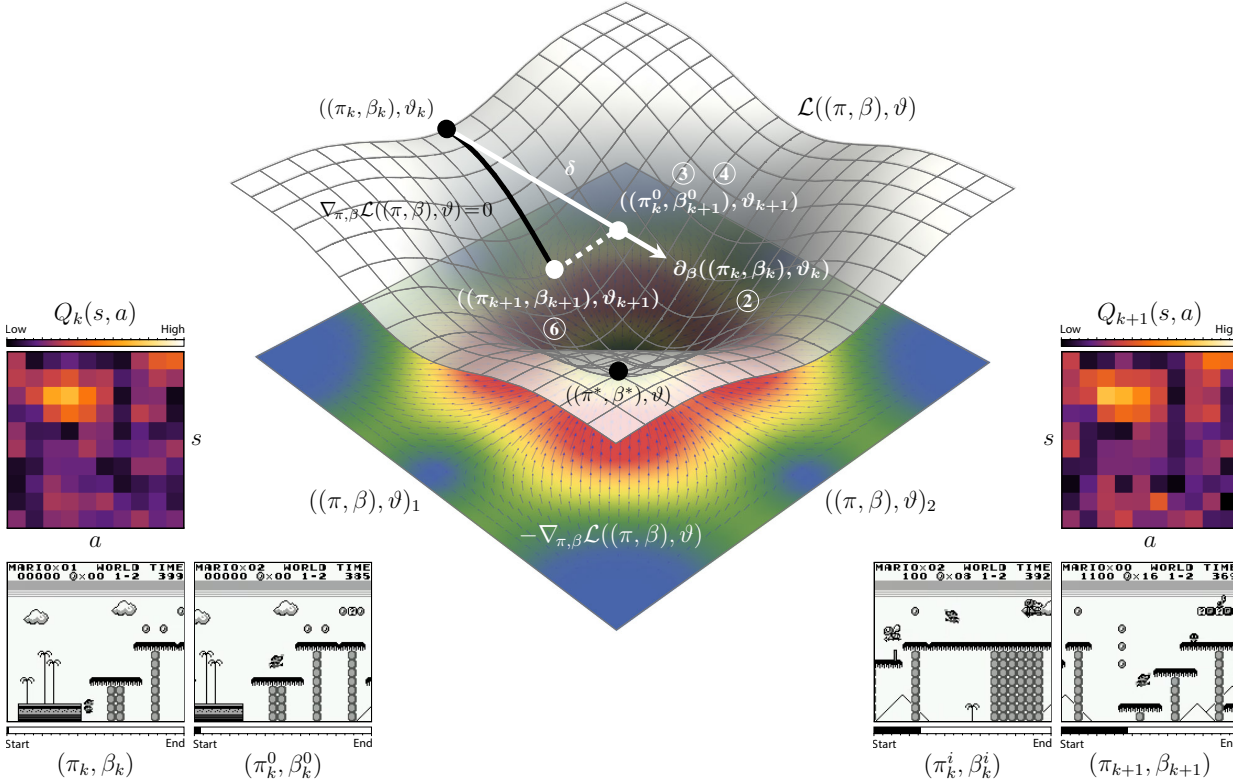 ((π_k, β_k), ϑ_k)
ℒ((π, β), ϑ)
δ
③ ④
((π_k^0, β_{k+1}^0), ϑ_{k+1})
∇_{π,β}ℒ((π, β), ϑ)=0
∂_β((π_k, β_k), ϑ_k)
②
((π_{k+1}, β_{k+1}), ϑ_{k+1})
⑥
((π*, β*), ϑ)
((π, β), ϑ)_1
((π, β), ϑ)_2
−∇_{π,β}ℒ((π, β), ϑ)
Q_k(s, a)
Low High
s
a
Q_{k+1}(s, a)
Low High
s
a
MARIO×01 WORLD TIME
00000 ×00 1-2 399
Start End
(π_k, β_k)
MARIO×02 WORLD TIME
00000 ×00 1-2 385
Start End
(π_k^0, β_k^0)
MARIO×02 WORLD TIME
100 ×08 1-2 392
Start End
(π_k^i, β_k^i)
MARIO×00 WORLD TIME
1100 ×16 1-2 369
Start End
(π_{k+1}, β_{k+1})